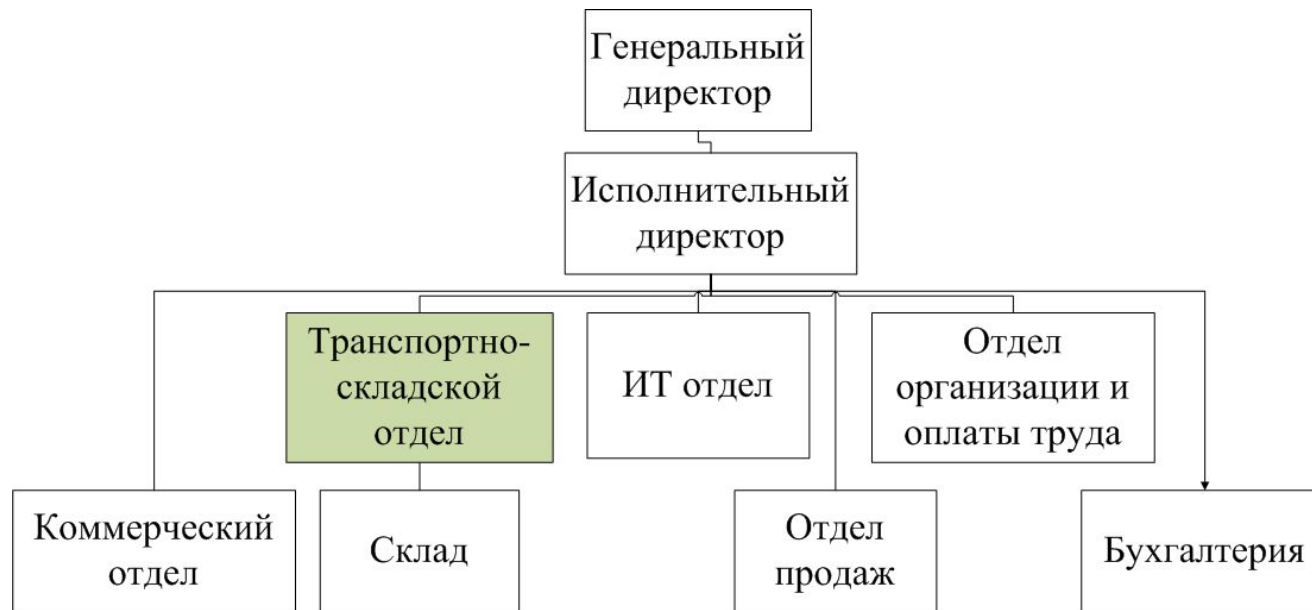 Генеральный
директор
Исполнительный
директор
Транспортно-
складской
отдел
ИТ отдел
Отдел
организации и
оплаты труда
Коммерческий
отдел
Склад
Отдел
продаж
Бухгалтерия